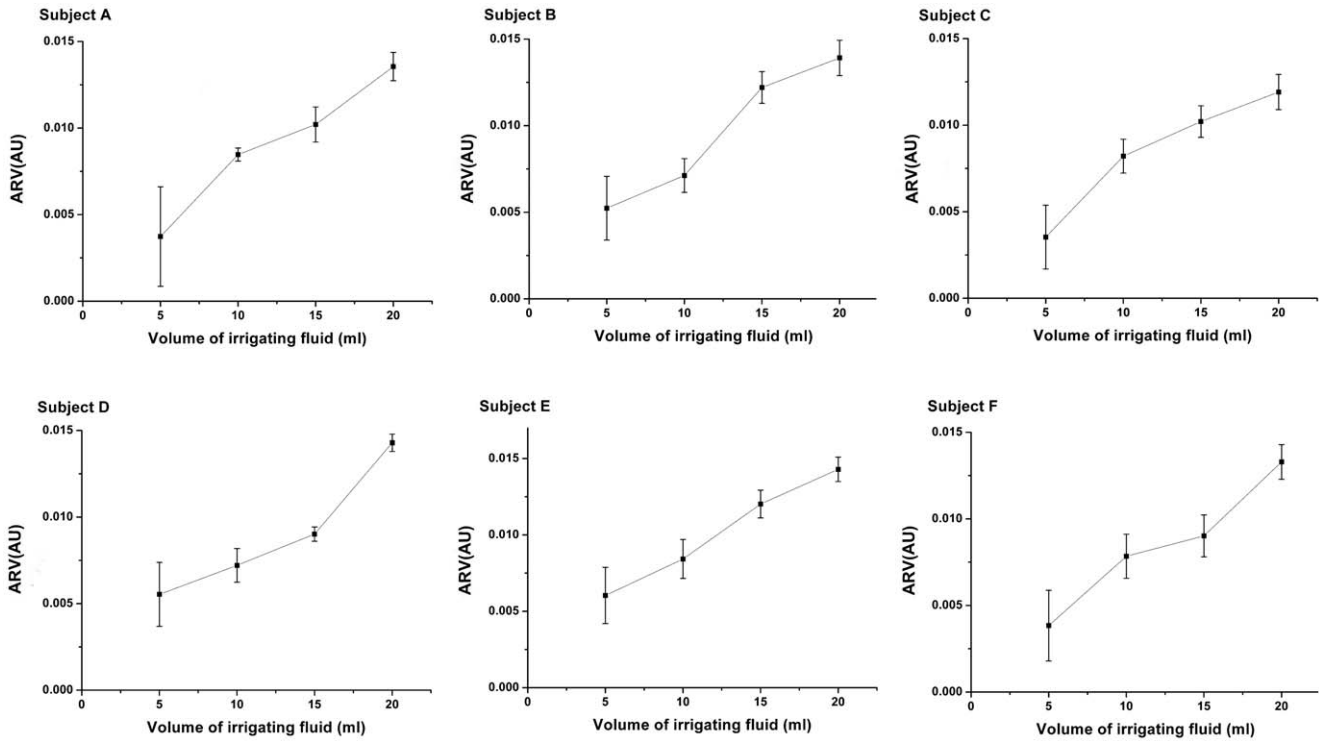 Subject A
0.015
0.010
0.005
0.000
ARV(AU)
0 5 10 15 20
Volume of irrigating fluid (ml)
Subject B
0.015
0.010
0.005
0.000
ARV(AU)
0 5 10 15 20
Volume of irrigating fluid (ml)
Subject C
0.015
0.010
0.005
0.000
ARV(AU)
0 5 10 15 20
Volume of irrigating fluid (ml)
Subject D
0.015
0.010
0.005
0.000
ARV(AU)
0 5 10 15 20
Volume of irrigating fluid (ml)
Subject E
0.015
0.010
0.005
0.000
ARV(AU)
0 5 10 15 20
Volume of irrigating fluid (ml)
Subject F
0.015
0.010
0.005
0.000
ARV(AU)
0 5 10 15 20
Volume of irrigating fluid (ml)